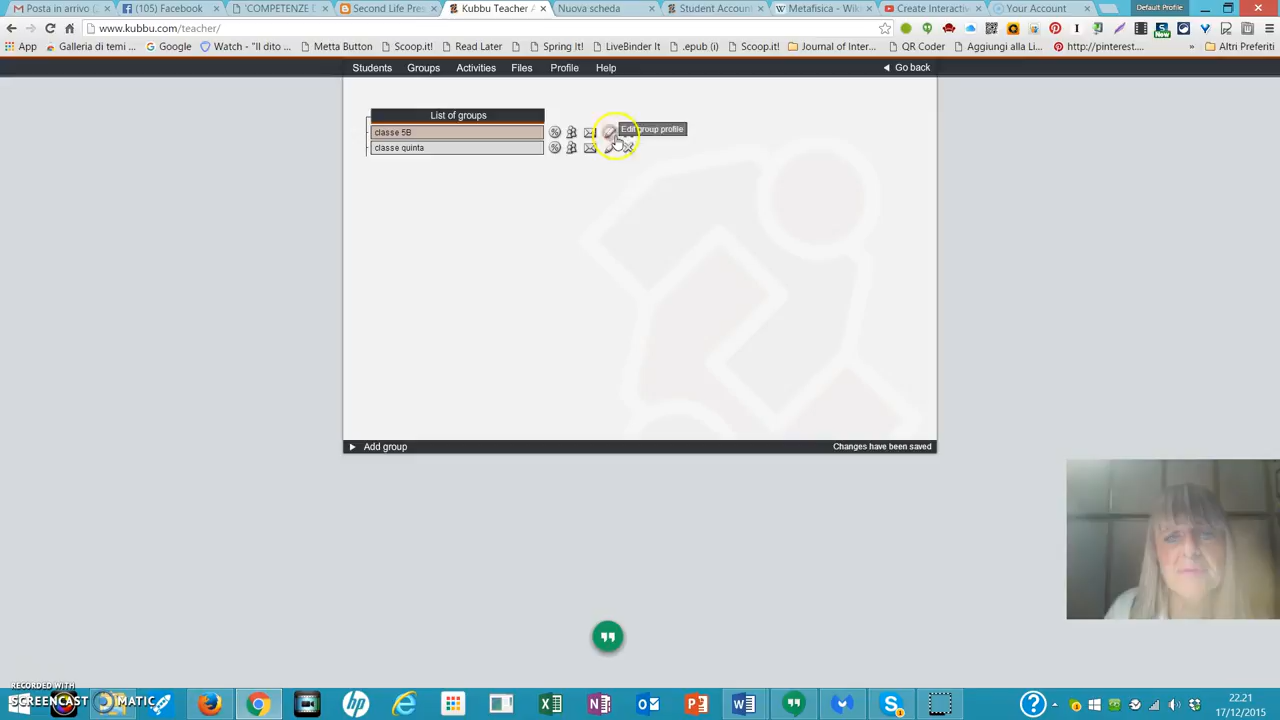 Posta in arrivo (
(105) Facebook
'COMPETENZE D
Second Life Pres
Kubbu Teacher A
Nuova scheda
Student Account
Metafisica - Wiki
Create Interactiv
Your Account
Default Profile
www.kubbu.com/teacher/
App
Galleria di temi ...
Google
Watch - "Il dito ...
Metta Button
Scoop.it!
Read Later
Spring It!
LiveBinder It
.epub (i)
Scoop.it!
Journal of Inter...
QR Coder
Aggiungi alla Li...
http://pinterest....
»
Altri Preferiti
Students
Groups
Activities
Files
Profile
Help
Go back
List of groups
classe 5B
Edit group profile
classe quinta
Add group
Changes have been saved
RECORDED WITH
SCREENCAST MATIC
22.21
17/12/2015